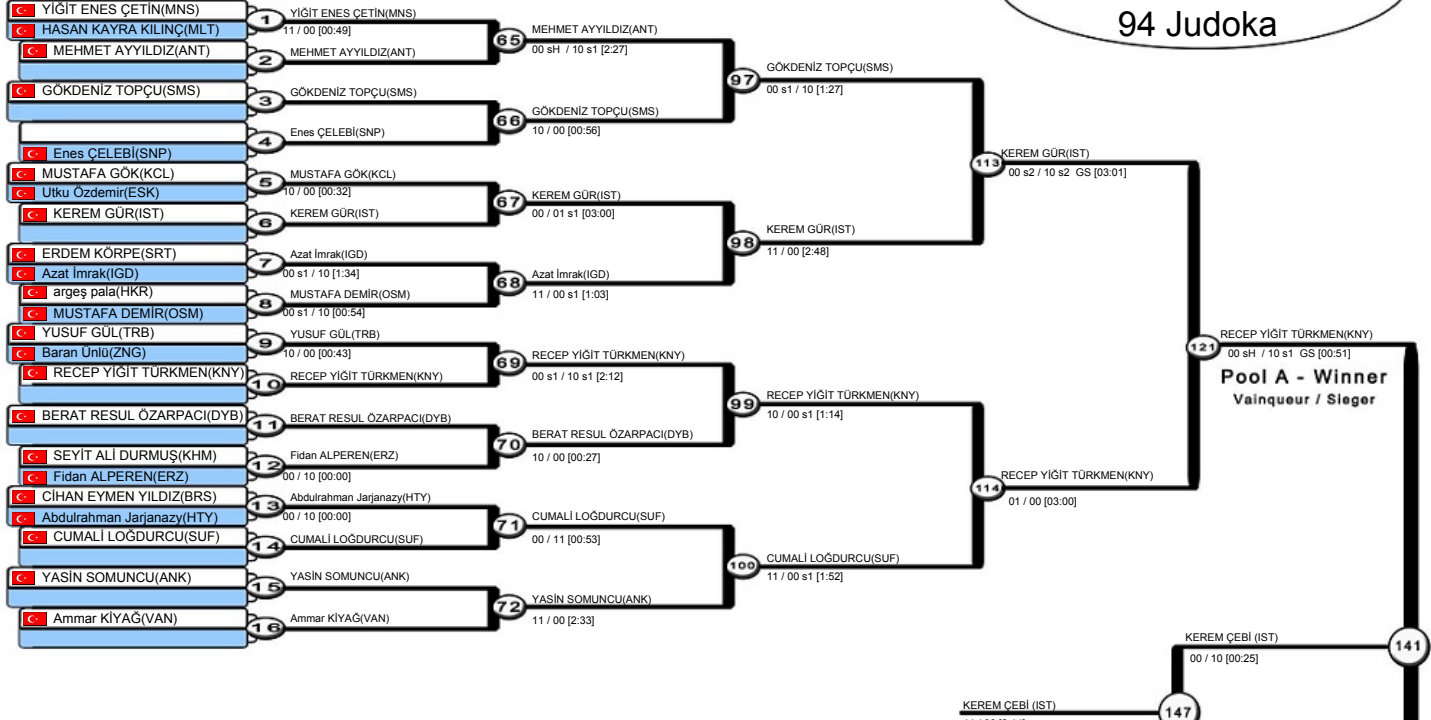 94 Judoka
YİĞİT ENES ÇETİN(MNS)
HASAN KAYRA KILINÇ(MLT)
MEHMET AYYILDIZ(ANT)
GÖKDENİZ TOPÇU(SMS)
Enes ÇELEBİ(SNP)
MUSTAFA GÖK(KCL)
Utku Özdemir(ESK)
KEREM GÜR(IST)
ERDEM KÖRPE(SRT)
Azat İmrak(IGD)
argeş pala(HKR)
MUSTAFA DEMİR(OSM)
YUSUF GÜL(TRB)
Baran Ünlü(ZNG)
RECEP YİĞİT TÜRKMEN(KNY)
BERAT RESUL ÖZARPACI(DYB)
SEYİT ALİ DURMUŞ(KHM)
Fidan ALPEREN(ERZ)
CİHAN EYMEN YILDIZ(BRS)
Abdulrahman Jarjanazy(HTY)
CUMALİ LOĞDURCU(SUF)
YASİN SOMUNCU(ANK)
Ammar KİYAĞ(VAN)
1
YİĞİT ENES ÇETİN(MNS)
11 / 00 [00:49]
2
MEHMET AYYILDIZ(ANT)
3
GÖKDENİZ TOPÇU(SMS)
4
Enes ÇELEBİ(SNP)
5
MUSTAFA GÖK(KCL)
10 / 00 [00:32]
6
KEREM GÜR(IST)
7
Azat İmrak(IGD)
00 s1 / 10 [1:34]
8
MUSTAFA DEMİR(OSM)
00 s1 / 10 [00:54]
9
YUSUF GÜL(TRB)
10 / 00 [00:43]
10
RECEP YİĞİT TÜRKMEN(KNY)
11
BERAT RESUL ÖZARPACI(DYB)
12
Fidan ALPEREN(ERZ)
00 / 10 [00:00]
13
Abdulrahman Jarjanazy(HTY)
00 / 10 [00:00]
14
CUMALİ LOĞDURCU(SUF)
15
YASİN SOMUNCU(ANK)
16
Ammar KİYAĞ(VAN)
65
MEHMET AYYILDIZ(ANT)
00 sH / 10 s1 [2:27]
66
GÖKDENİZ TOPÇU(SMS)
10 / 00 [00:56]
67
KEREM GÜR(IST)
00 / 01 s1 [03:00]
68
Azat İmrak(IGD)
11 / 00 s1 [1:03]
69
RECEP YİĞİT TÜRKMEN(KNY)
00 s1 / 10 s1 [2:12]
70
BERAT RESUL ÖZARPACI(DYB)
10 / 00 [00:27]
71
CUMALİ LOĞDURCU(SUF)
00 / 11 [00:53]
72
YASİN SOMUNCU(ANK)
11 / 00 [2:33]
97
GÖKDENİZ TOPÇU(SMS)
00 s1 / 10 [1:27]
98
KEREM GÜR(IST)
11 / 00 [2:48]
99
RECEP YİĞİT TÜRKMEN(KNY)
10 / 00 s1 [1:14]
100
CUMALİ LOĞDURCU(SUF)
11 / 00 s1 [1:52]
113
KEREM GÜR(IST)
00 s2 / 10 s2 GS [03:01]
114
RECEP YİĞİT TÜRKMEN(KNY)
01 / 00 [03:00]
121
RECEP YİĞİT TÜRKMEN(KNY)
00 sH / 10 s1 GS [00:51]
Pool A - Winner
Vainqueur / Sieger
KEREM ÇEBİ (IST)
00 / 10 [00:25]
141
KEREM ÇEBİ (IST)
147